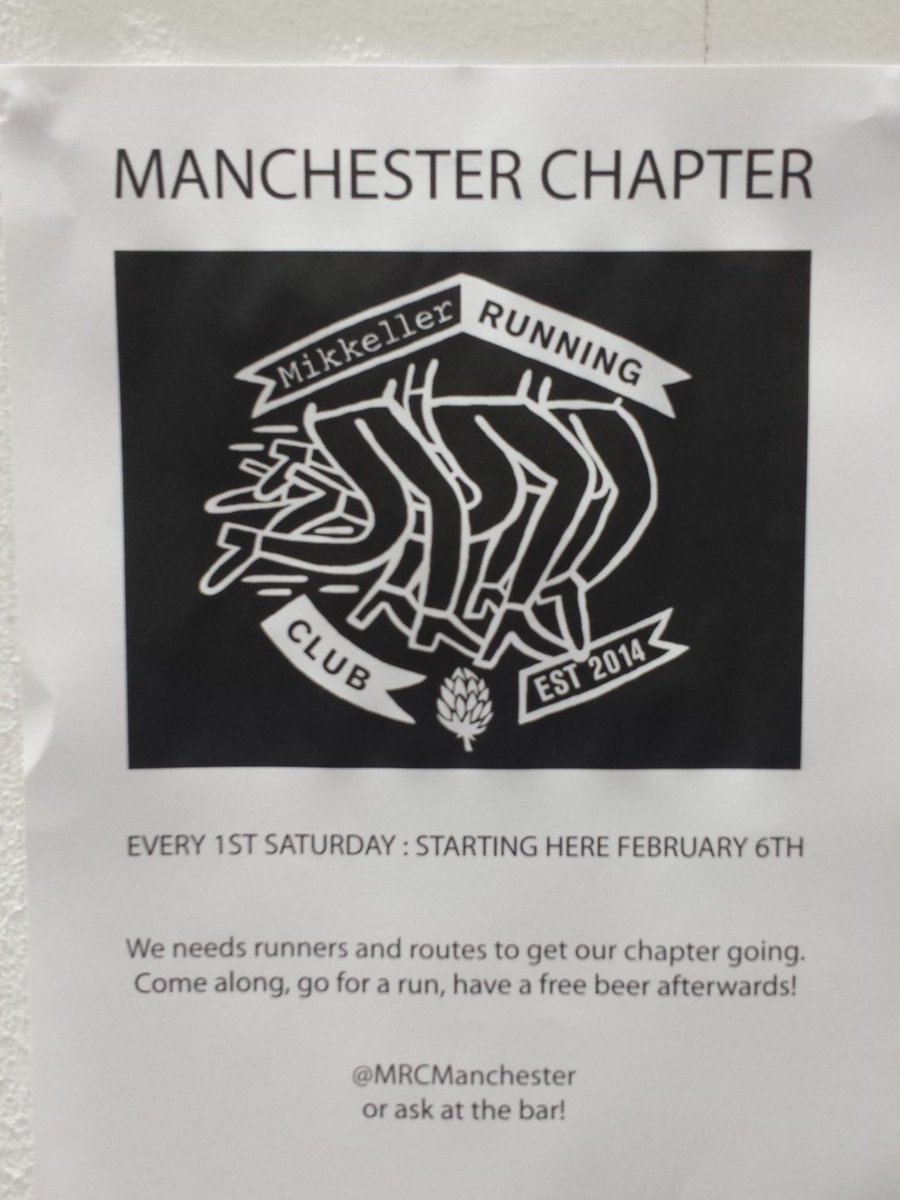 MANCHESTER CHAPTER
Mikkeller RUNNING
CLUB
EST 2014
EVERY 1ST SATURDAY : STARTING HERE FEBRUARY 6TH
We needs runners and routes to get our chapter going.
Come along, go for a run, have a free beer afterwards!
@MRCManchester
or ask at the bar!